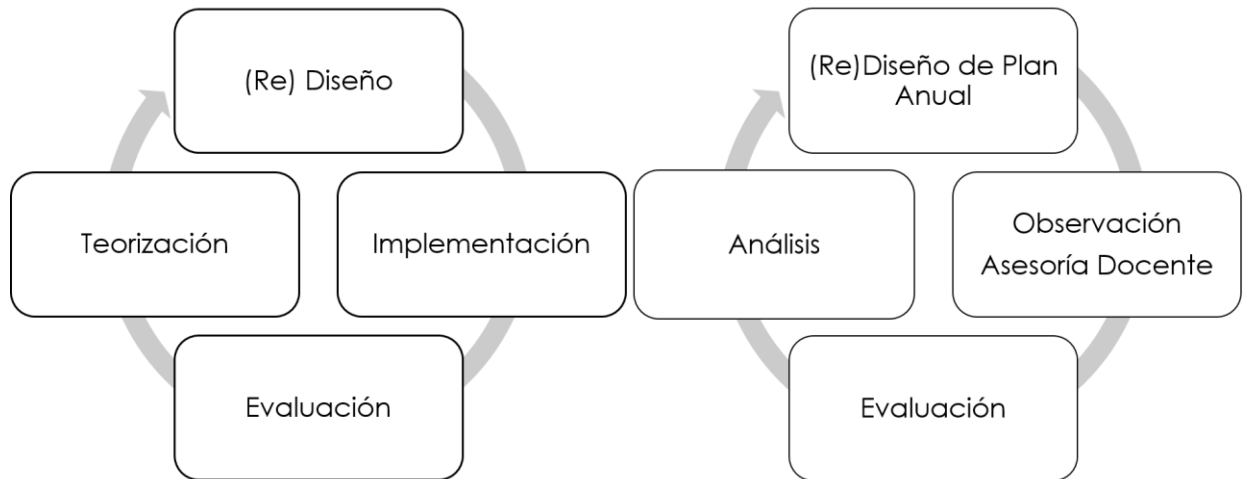 (Re) Diseño
Teorización
Implementación
Evaluación
(Re)Diseño de Plan
Anual
Análisis
Observación
Asesoría Docente
Evaluación